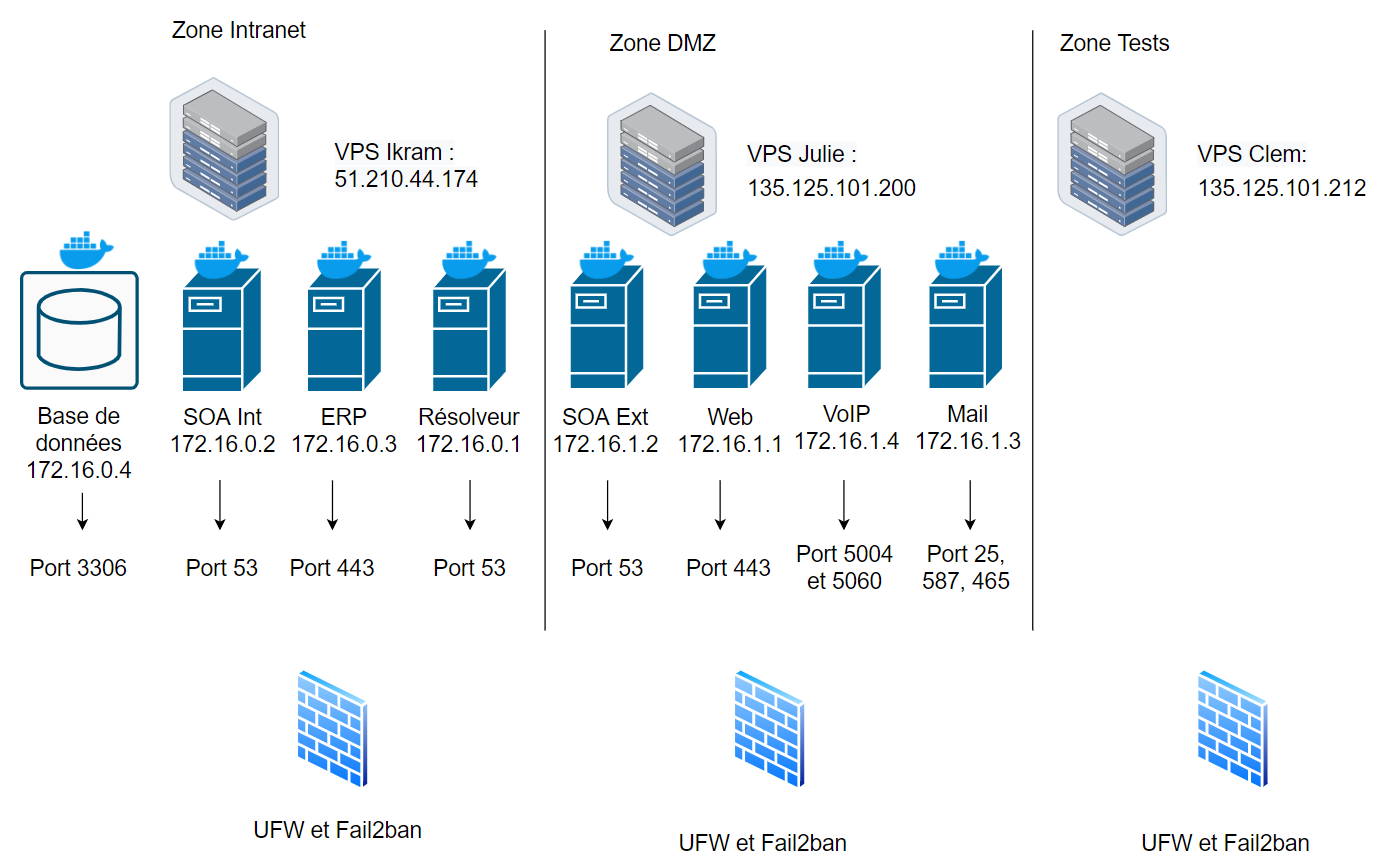 Zone Intranet
Zone DMZ
Zone Tests
VPS Ikram :
51.210.44.174
VPS Julie :
135.125.101.200
VPS Clem:
135.125.101.212
Base de
données
172.16.0.4
SOA Int
172.16.0.2
ERP
172.16.0.3
Résolveur
172.16.0.1
SOA Ext
172.16.1.2
Web
172.16.1.1
VoIP
172.16.1.4
Mail
172.16.1.3
Port 3306
Port 53
Port 443
Port 53
Port 53
Port 443
Port 5004
et 5060
Port 25,
587, 465
UFW et Fail2ban
UFW et Fail2ban
UFW et Fail2ban